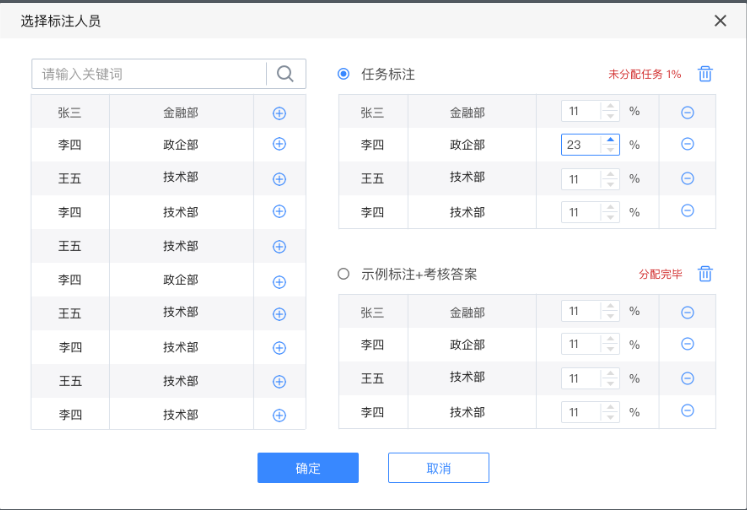 选择标注人员
请输入关键词
张三 金融部
李四 政企部
王五 技术部
李四 技术部
王五 技术部
李四 政企部
王五 技术部
李四 技术部
王五 技术部
李四 技术部
任务标注 未分配任务 1%
张三 金融部 11 %
李四 政企部 23 %
王五 技术部 11 %
李四 技术部 11 %
示例标注+考核答案 分配完毕
张三 金融部 11 %
李四 政企部 11 %
王五 技术部 11 %
李四 技术部 11 %
确定 取消